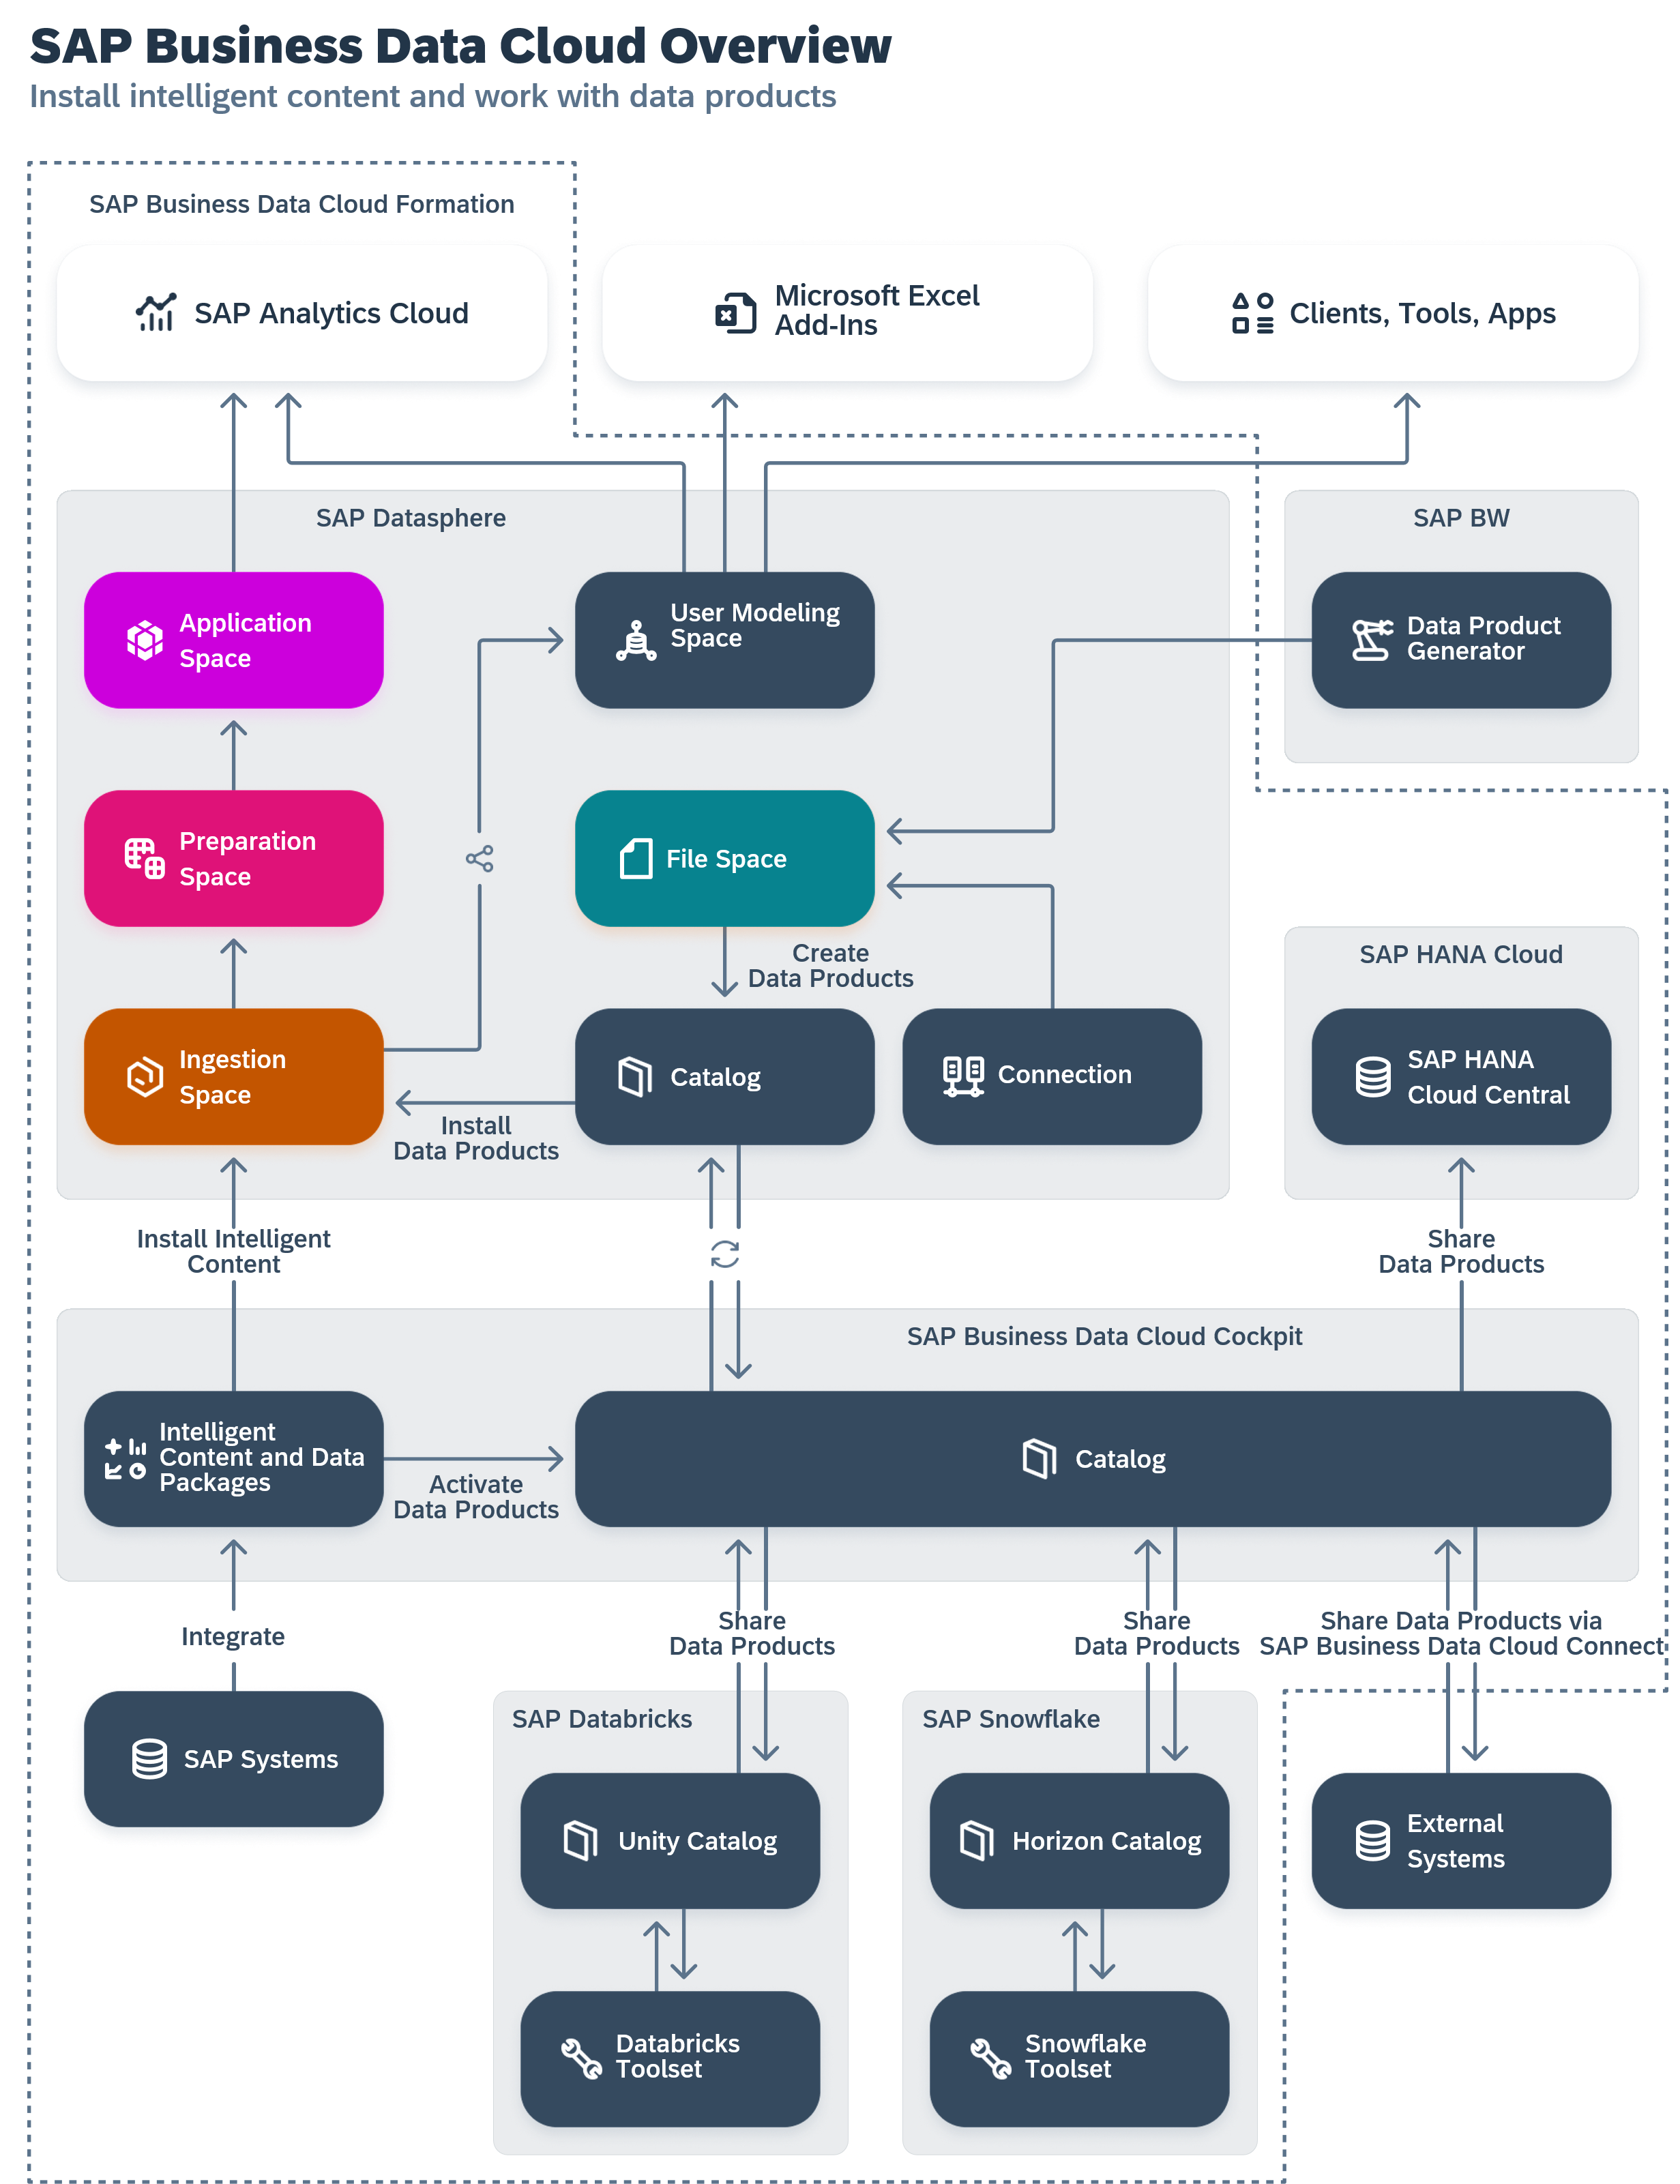 SAP Business Data Cloud Overview
Install intelligent content and work with data products
SAP Business Data Cloud Formation
SAP Analytics Cloud
Microsoft Excel
Add-Ins
Clients, Tools, Apps
SAP Datasphere
SAP BW
Application
Space
User Modeling
Space
Data Product
Generator
Preparation
Space
File Space
Create
Data Products
SAP HANA Cloud
Ingestion
Space
Catalog
Connection
SAP HANA
Cloud Central
Install
Data Products
Install Intelligent
Content
Share
Data Products
SAP Business Data Cloud Cockpit
Intelligent
Content and Data
Packages
Activate
Data Products
Catalog
Integrate
Share
Data Products
Share
Data Products
Share Data Products via
SAP Business Data Cloud Connect
SAP Systems
SAP Databricks
SAP Snowflake
Unity Catalog
Horizon Catalog
External
Systems
Databricks
Toolset
Snowflake
Toolset